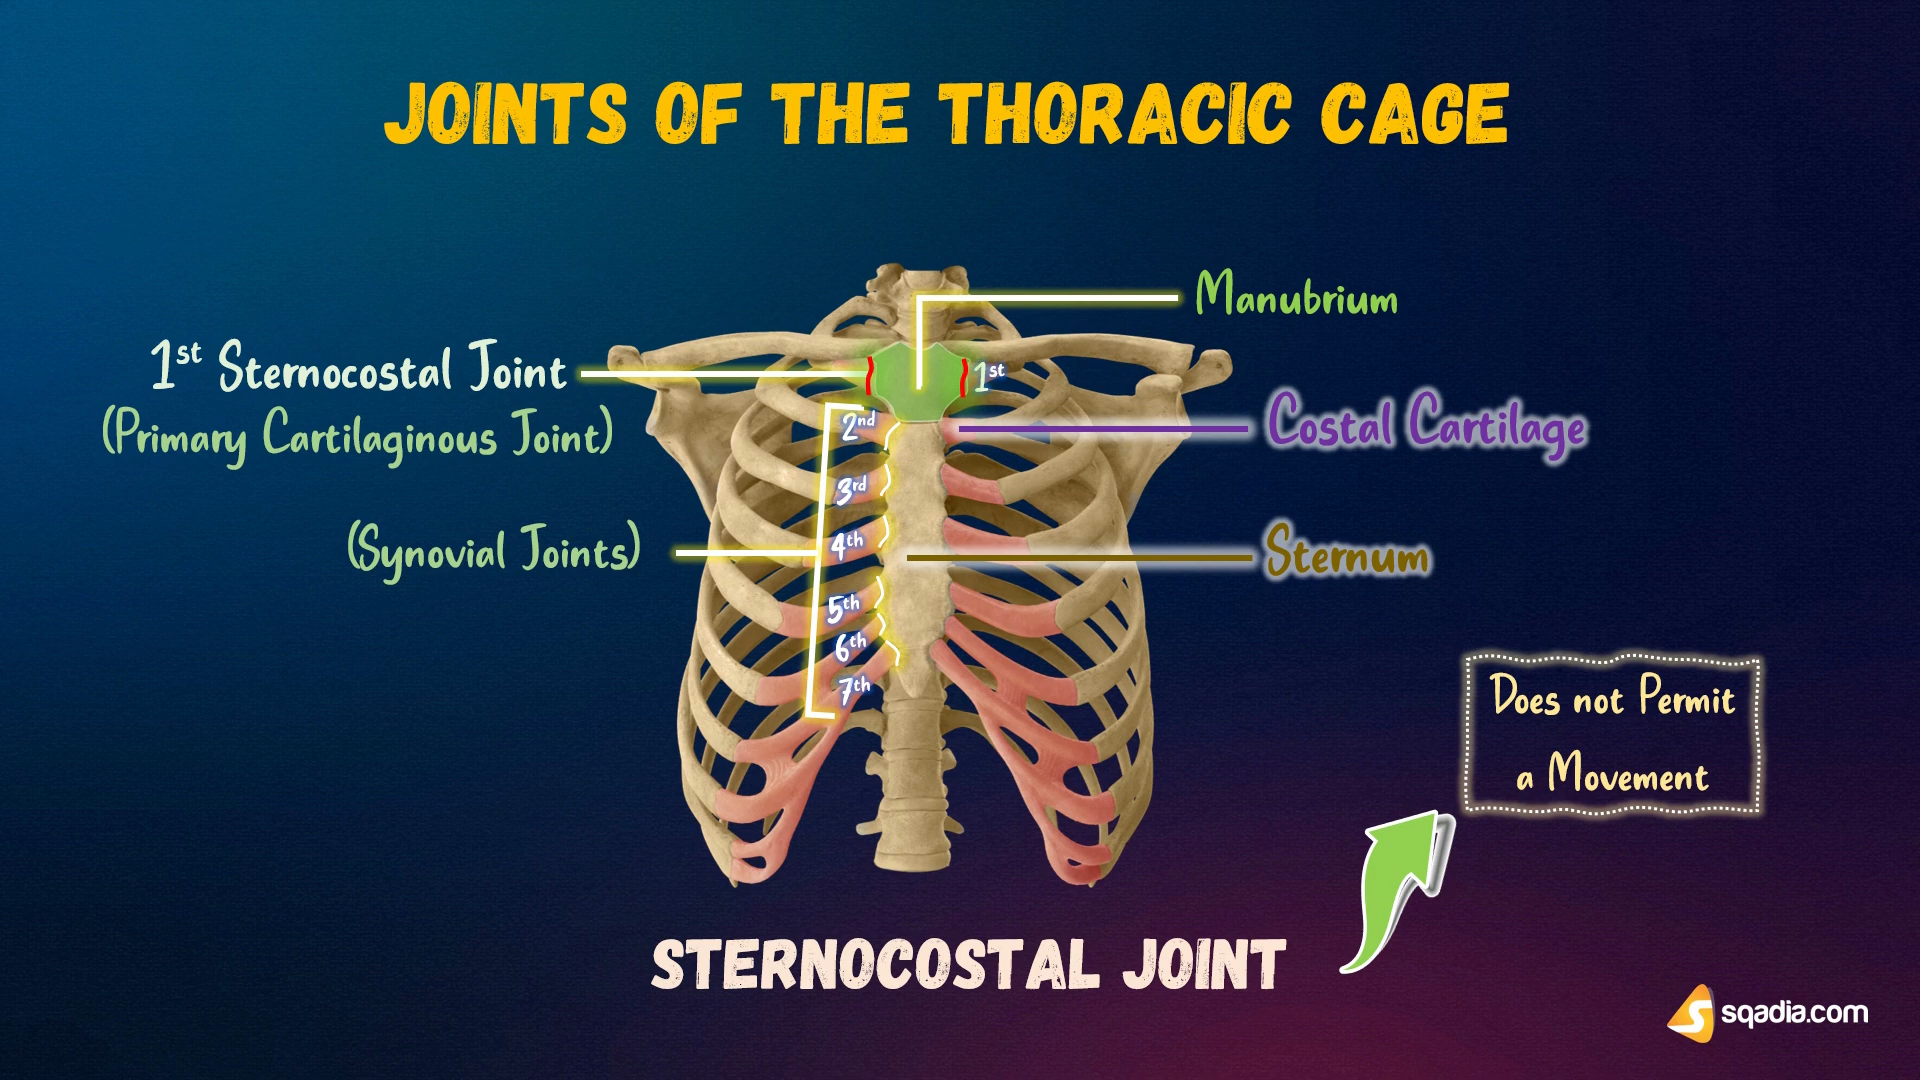 JOINTS OF THE THORACIC CAGE
Manubrium
1st Sternocostal Joint
(Primary Cartilaginous Joint)
1st
2nd
Costal Cartilage
3rd
4th
(Synovial Joints)
Sternum
5th
6th
7th
Does not Permit
a Movement
STERNOCOSTAL JOINT
sqadia.com